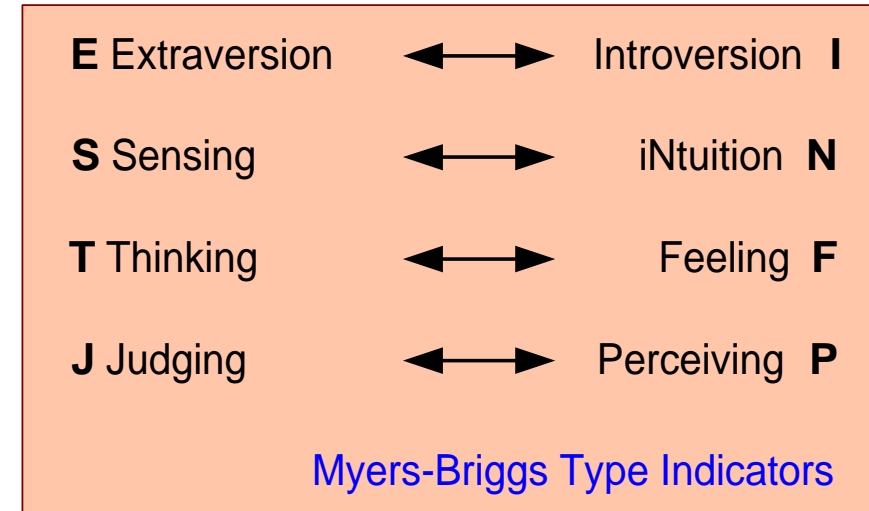 E Extraversion Introversion I
S Sensing iNtuition N
T Thinking Feeling F
J Judging Perceiving P
Myers-Briggs Type Indicators